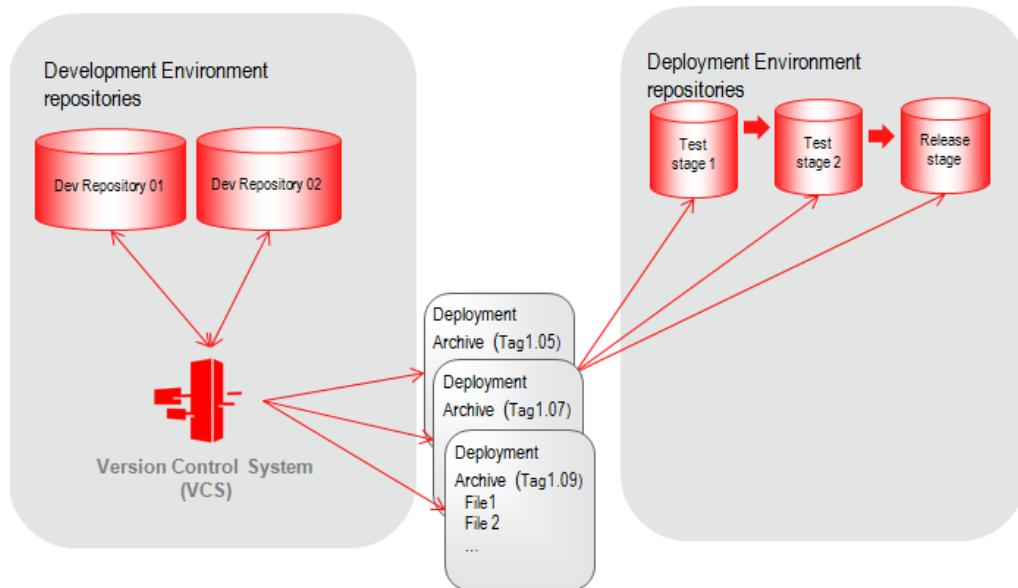 Development Environment
repositories
Dev Repository 01
Dev Repository 02
Version Control System
(VCS)
Deployment
Archive (Tag1.05)
Deployment
Archive (Tag1.07)
Deployment
Archive (Tag1.09)
File1
File 2
...
Deployment Environment
repositories
Test
stage 1
Test
stage 2
Release
stage